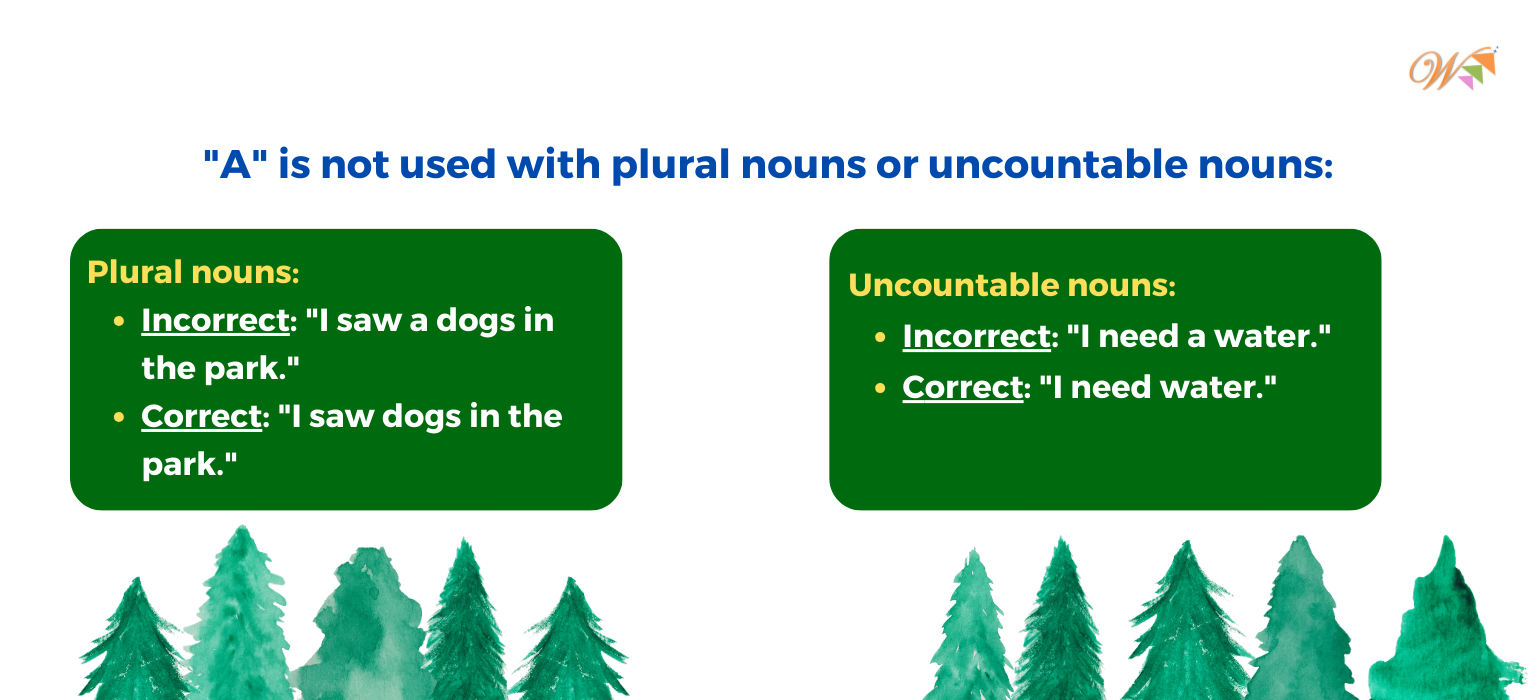 W
"A" is not used with plural nouns or uncountable nouns:
Plural nouns:
• Incorrect: "I saw a dogs in
the park."
• Correct: "I saw dogs in the
park."
Uncountable nouns:
• Incorrect: "I need a water."
• Correct: "I need water."